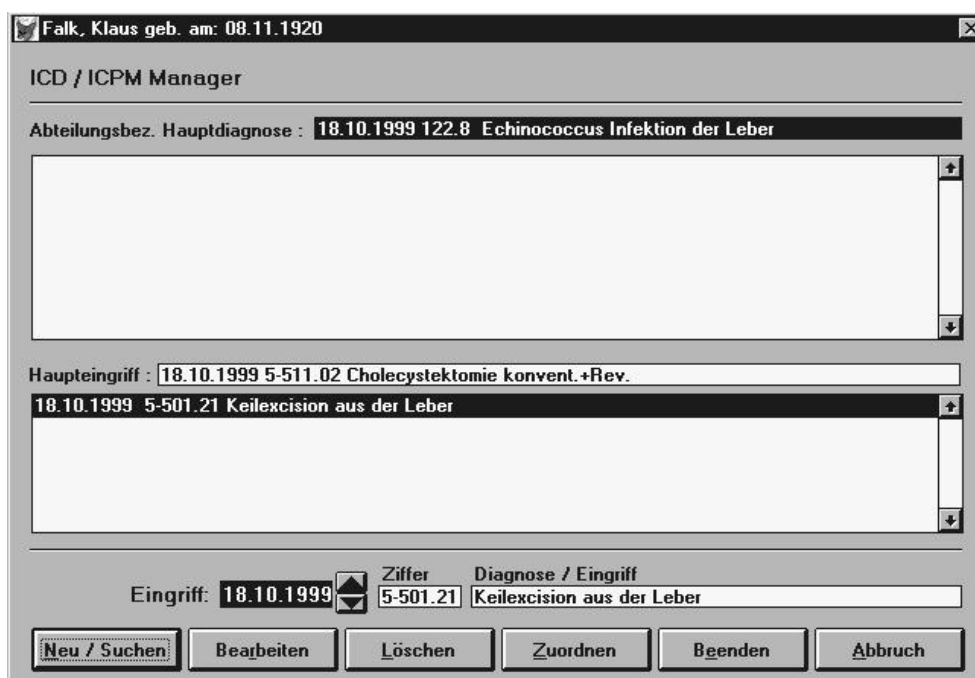 Falk, Klaus geb. am: 08.11.1920
ICD / ICPM Manager
Abteilungsbez. Hauptdiagnose : 18.10.1999 122.8 Echinococcus Infektion der Leber
Haupteingriff : 18.10.1999 5-511.02 Cholecystektomie konvent.+Rev.
18.10.1999 5-501.21 Keilexcision aus der Leber
Ziffer Diagnose / Eingriff
Eingriff: 18.10.1999 5-501.21 Keilexcision aus der Leber
Neu / Suchen Bearbeiten Löschen Zuordnen Beenden Abbruch